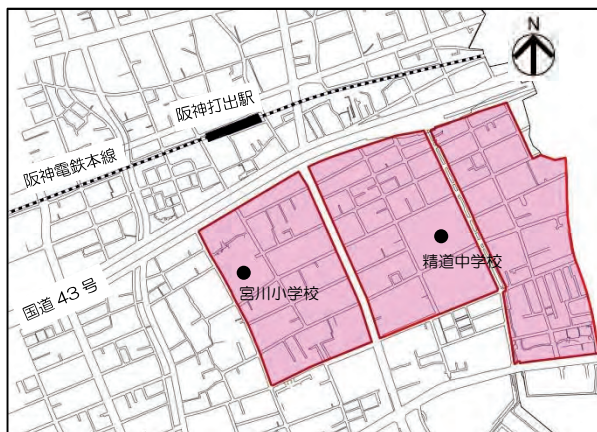 N
阪神打出駅
阪神電鉄本線
精道中学校
宮川小学校
国道43号